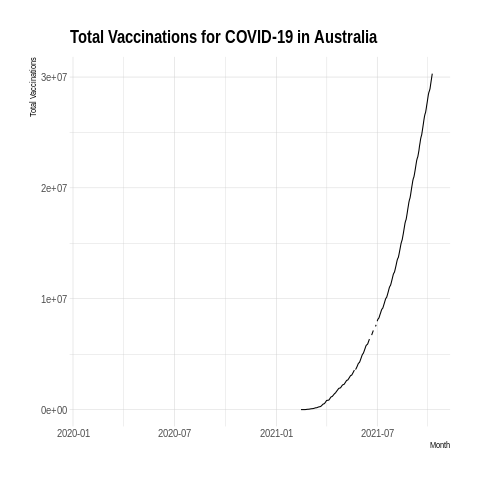 Total Vaccinations for COVID-19 in Australia
Total Vaccinations
3e+07
2e+07
1e+07
0e+00
2020-01 2020-07 2021-01 2021-07
Month